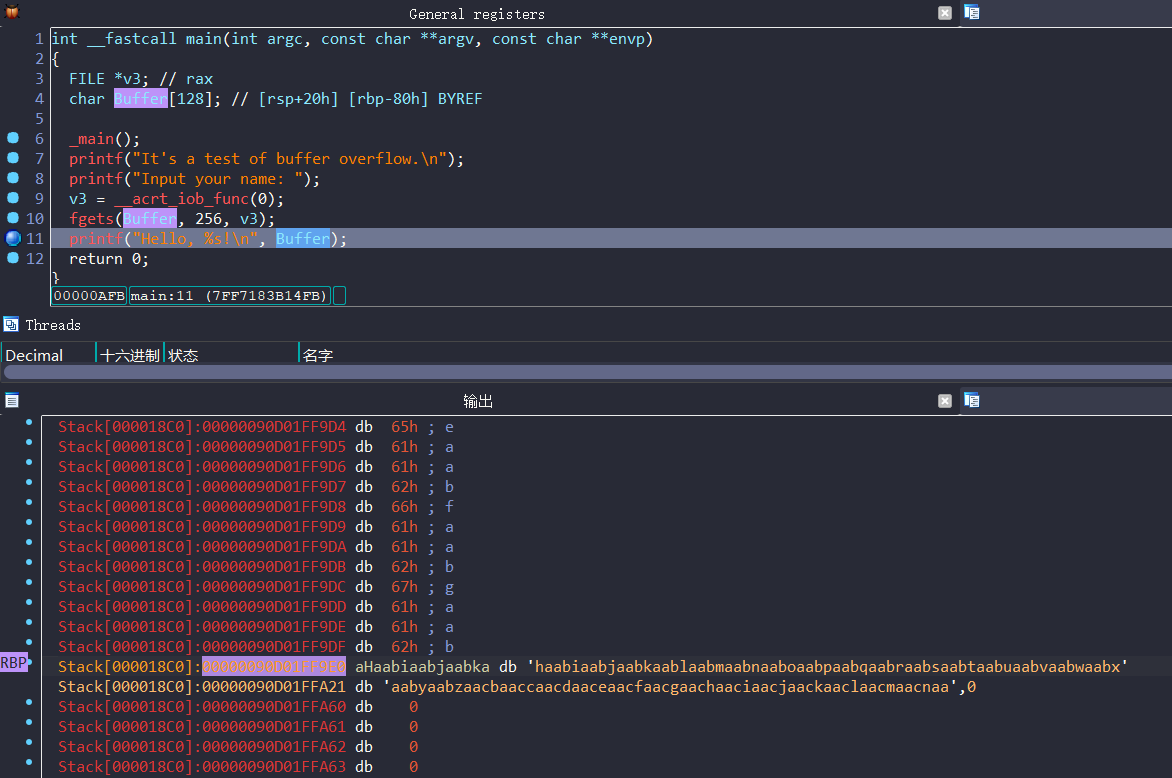 General registers
1 int __fastcall main(int argc, const char **argv, const char **envp)
2 {
3 FILE *v3; // rax
4 char Buffer[128]; // [rsp+20h] [rbp-80h] BYREF
5
6 _main();
7 printf("It's a test of buffer overflow.\n");
8 printf("Input your name: ");
9 v3 = __acrt_iob_func(0);
10 fgets(Buffer, 256, v3);
11 printf("Hello, %s!\n", Buffer);
12 return 0;
}
00000AFB main:11 (7FF7183B14FB)
Threads
Decimal 十六进制 状态 名字
输出
Stack[000018C0]:00000090D01FF9D4 db 65h ; e
Stack[000018C0]:00000090D01FF9D5 db 61h ; a
Stack[000018C0]:00000090D01FF9D6 db 61h ; a
Stack[000018C0]:00000090D01FF9D7 db 62h ; b
Stack[000018C0]:00000090D01FF9D8 db 66h ; f
Stack[000018C0]:00000090D01FF9D9 db 61h ; a
Stack[000018C0]:00000090D01FF9DA db 61h ; a
Stack[000018C0]:00000090D01FF9DB db 62h ; b
Stack[000018C0]:00000090D01FF9DC db 67h ; g
Stack[000018C0]:00000090D01FF9DD db 61h ; a
Stack[000018C0]:00000090D01FF9DE db 61h ; a
Stack[000018C0]:00000090D01FF9DF db 62h ; b
RBP Stack[000018C0]:00000090D01FF9E0 aHaabiaabjaabka db 'haabiaabjaabkaablaabmaabnaaboaabpaabqaabraabsaabtaabuaabvaabwaabx'
Stack[000018C0]:00000090D01FFA21 db 'aabyaabzaacbaaccaacdaaceaacfaacgaachaaciaacjaackaaclaacmaacnaa',0
Stack[000018C0]:00000090D01FFA60 db 0
Stack[000018C0]:00000090D01FFA61 db 0
Stack[000018C0]:00000090D01FFA62 db 0
Stack[000018C0]:00000090D01FFA63 db 0